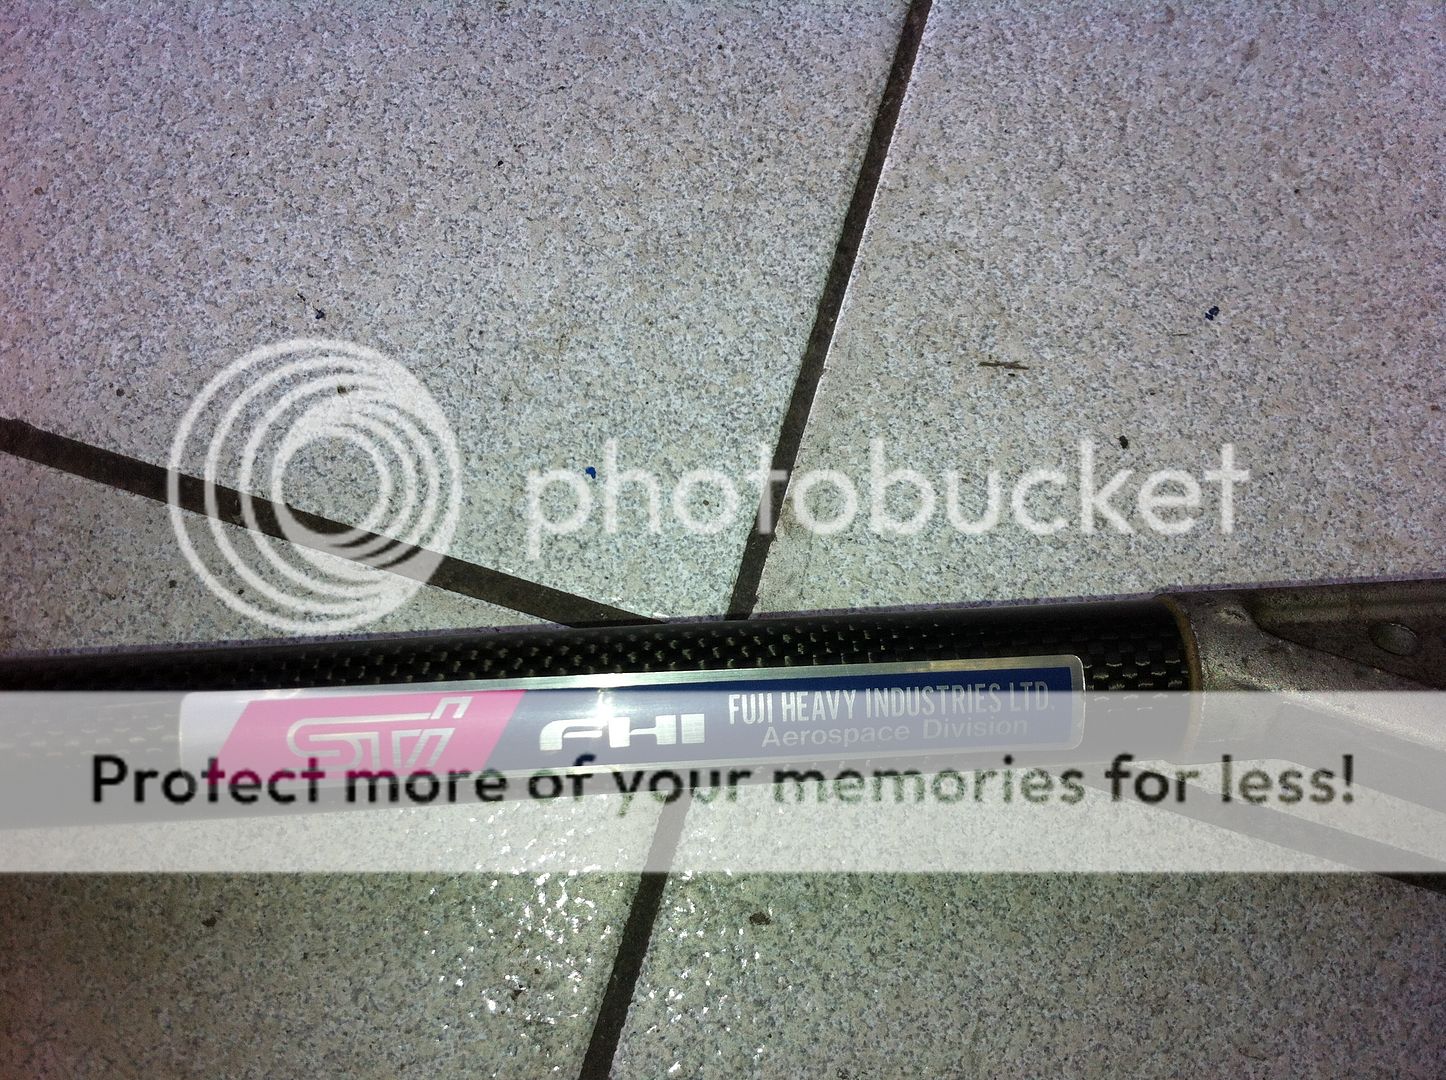 photobucket
STi FHI FUJI HEAVY INDUSTRIES LTD.
Aerospace Division
Protect more of your memories for less!